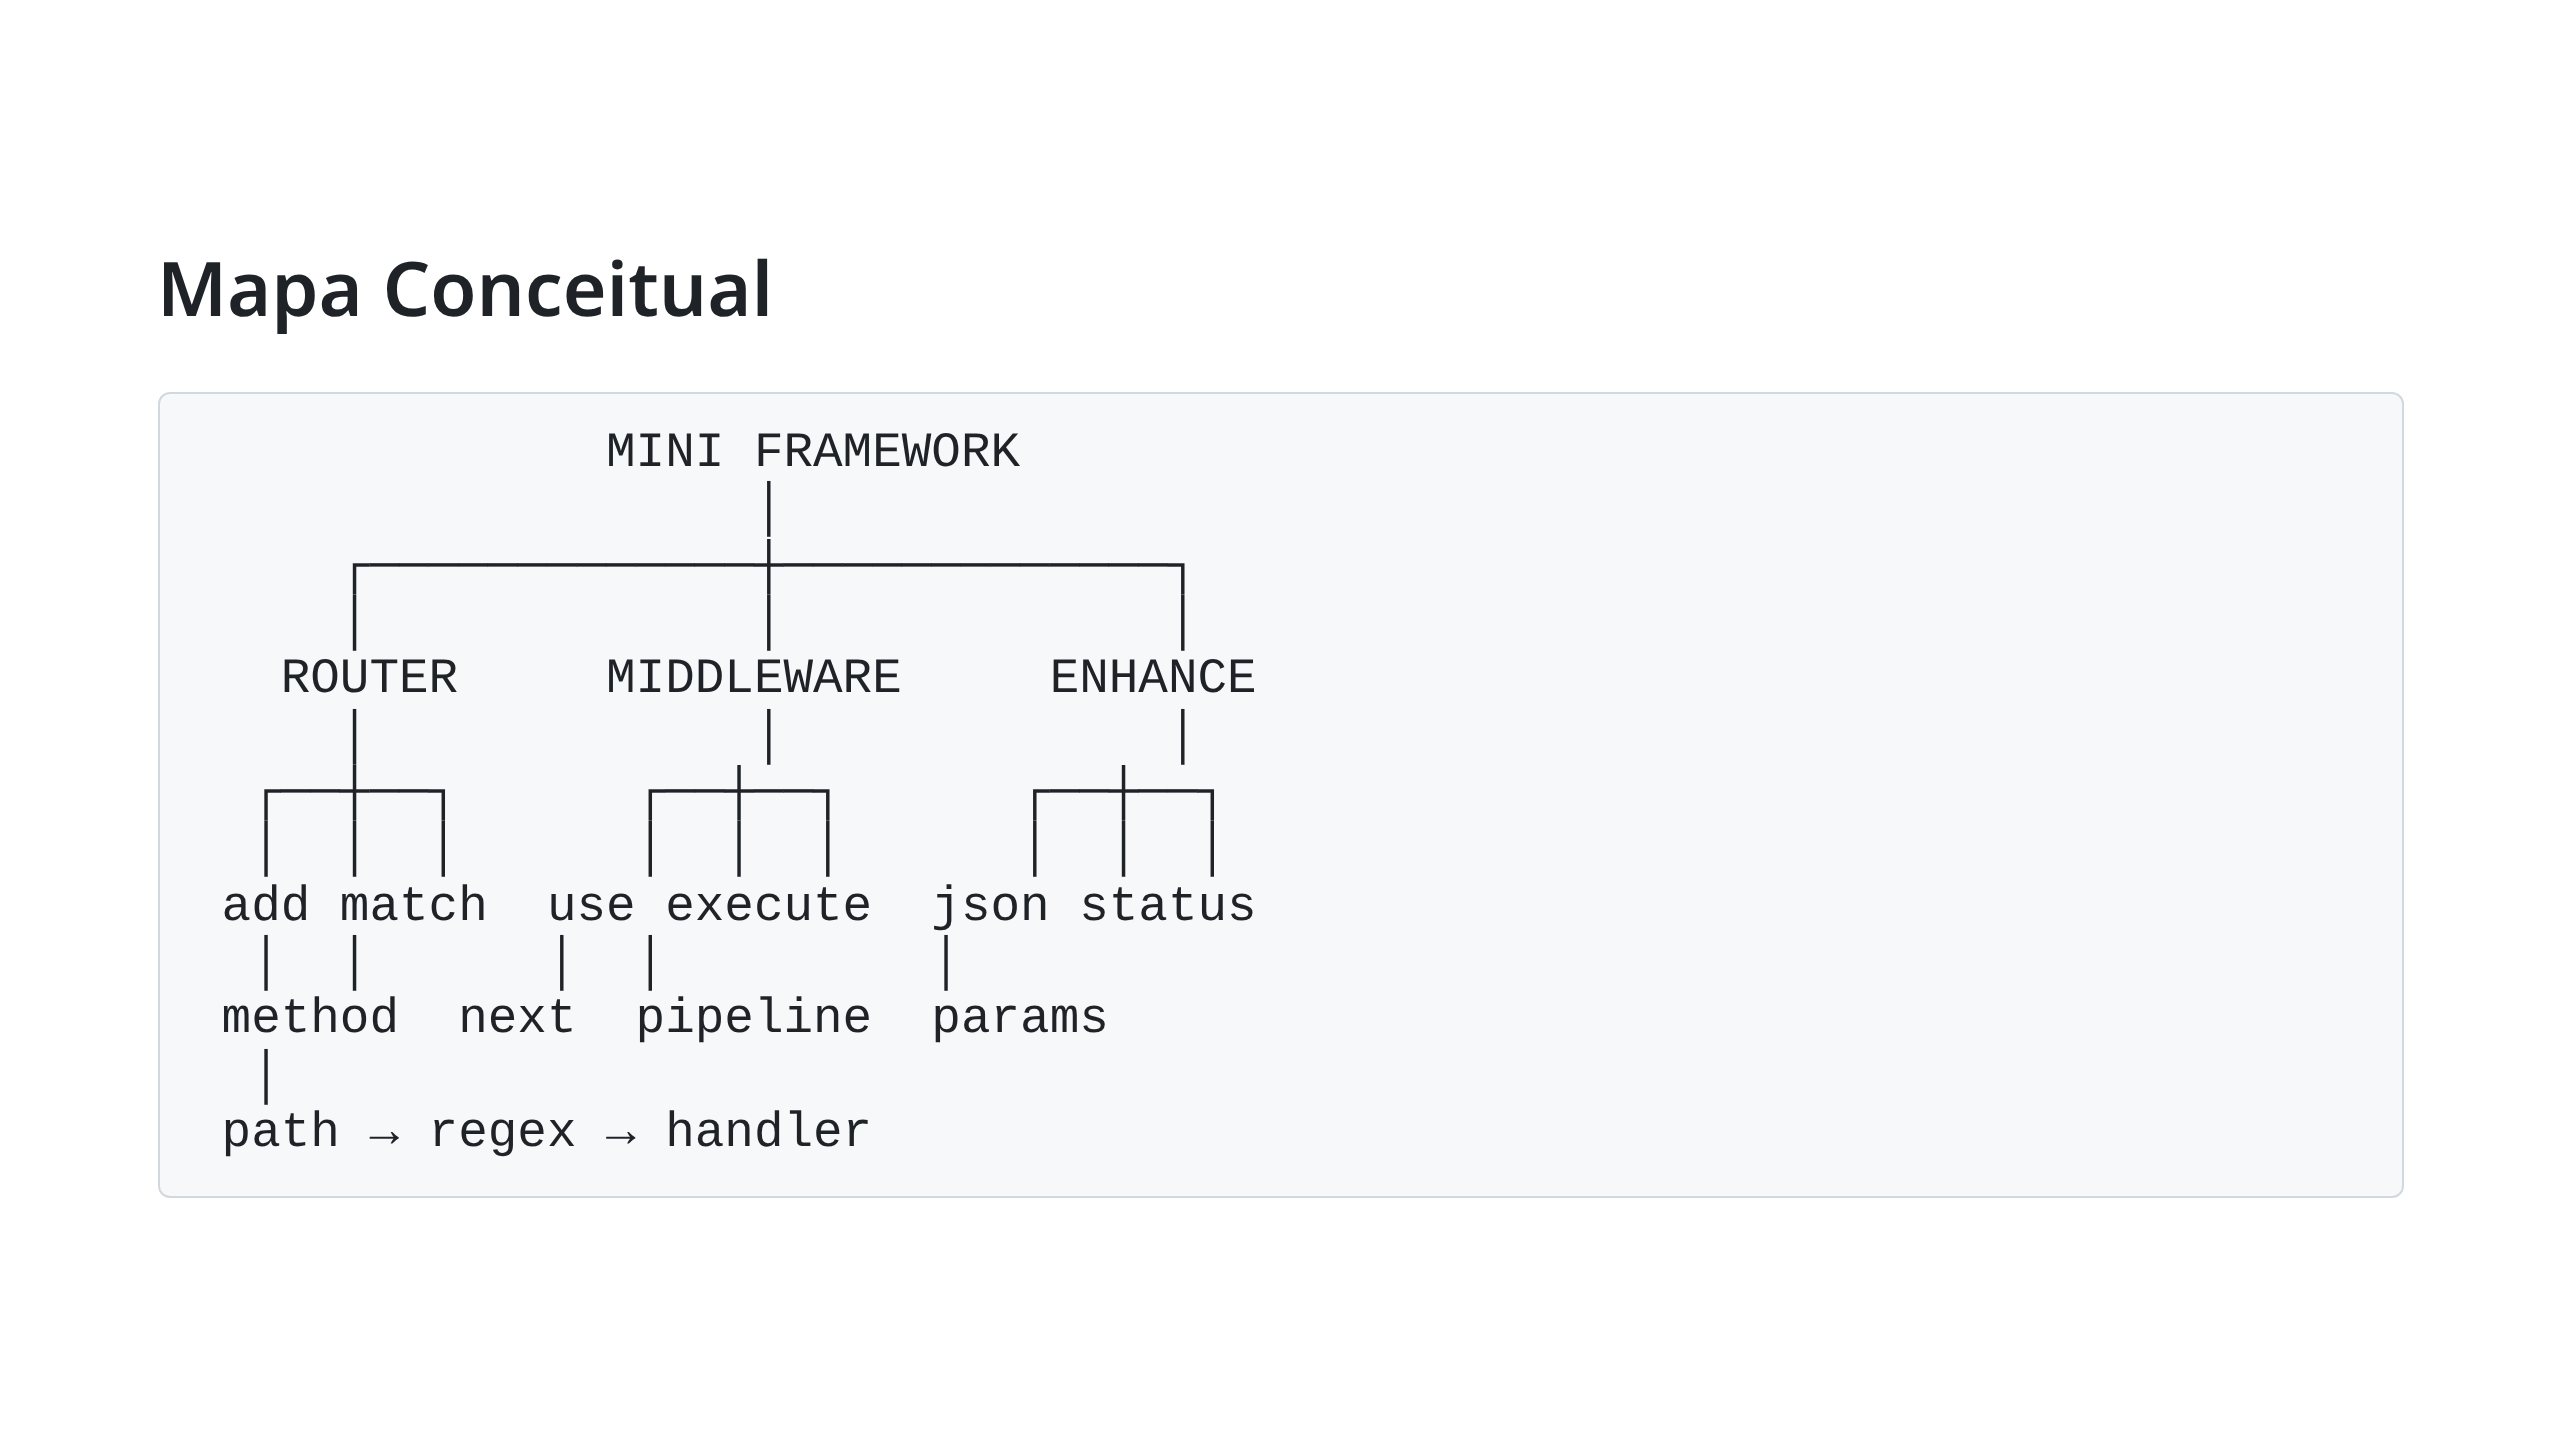 Mapa Conceitual
MINI FRAMEWORK
ROUTER MIDDLEWARE ENHANCE
add match use execute json status
method next pipeline params
path → regex → handler